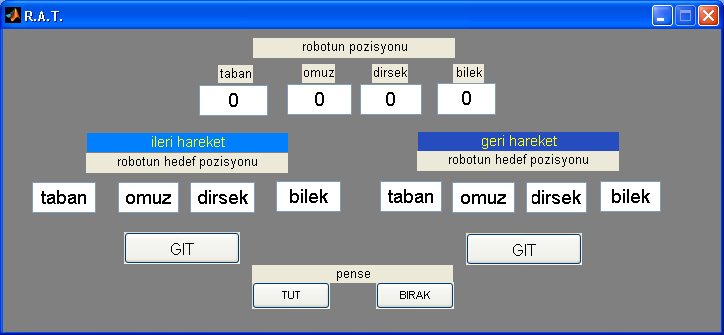 R.A.T.
robotun pozisyonu
taban omuz dirsek bilek
0 0 0 0
ileri hareket geri hareket
robotun hedef pozisyonu robotun hedef pozisyonu
taban omuz dirsek bilek taban omuz dirsek bilek
GIT GIT
pense
TUT BIRAK